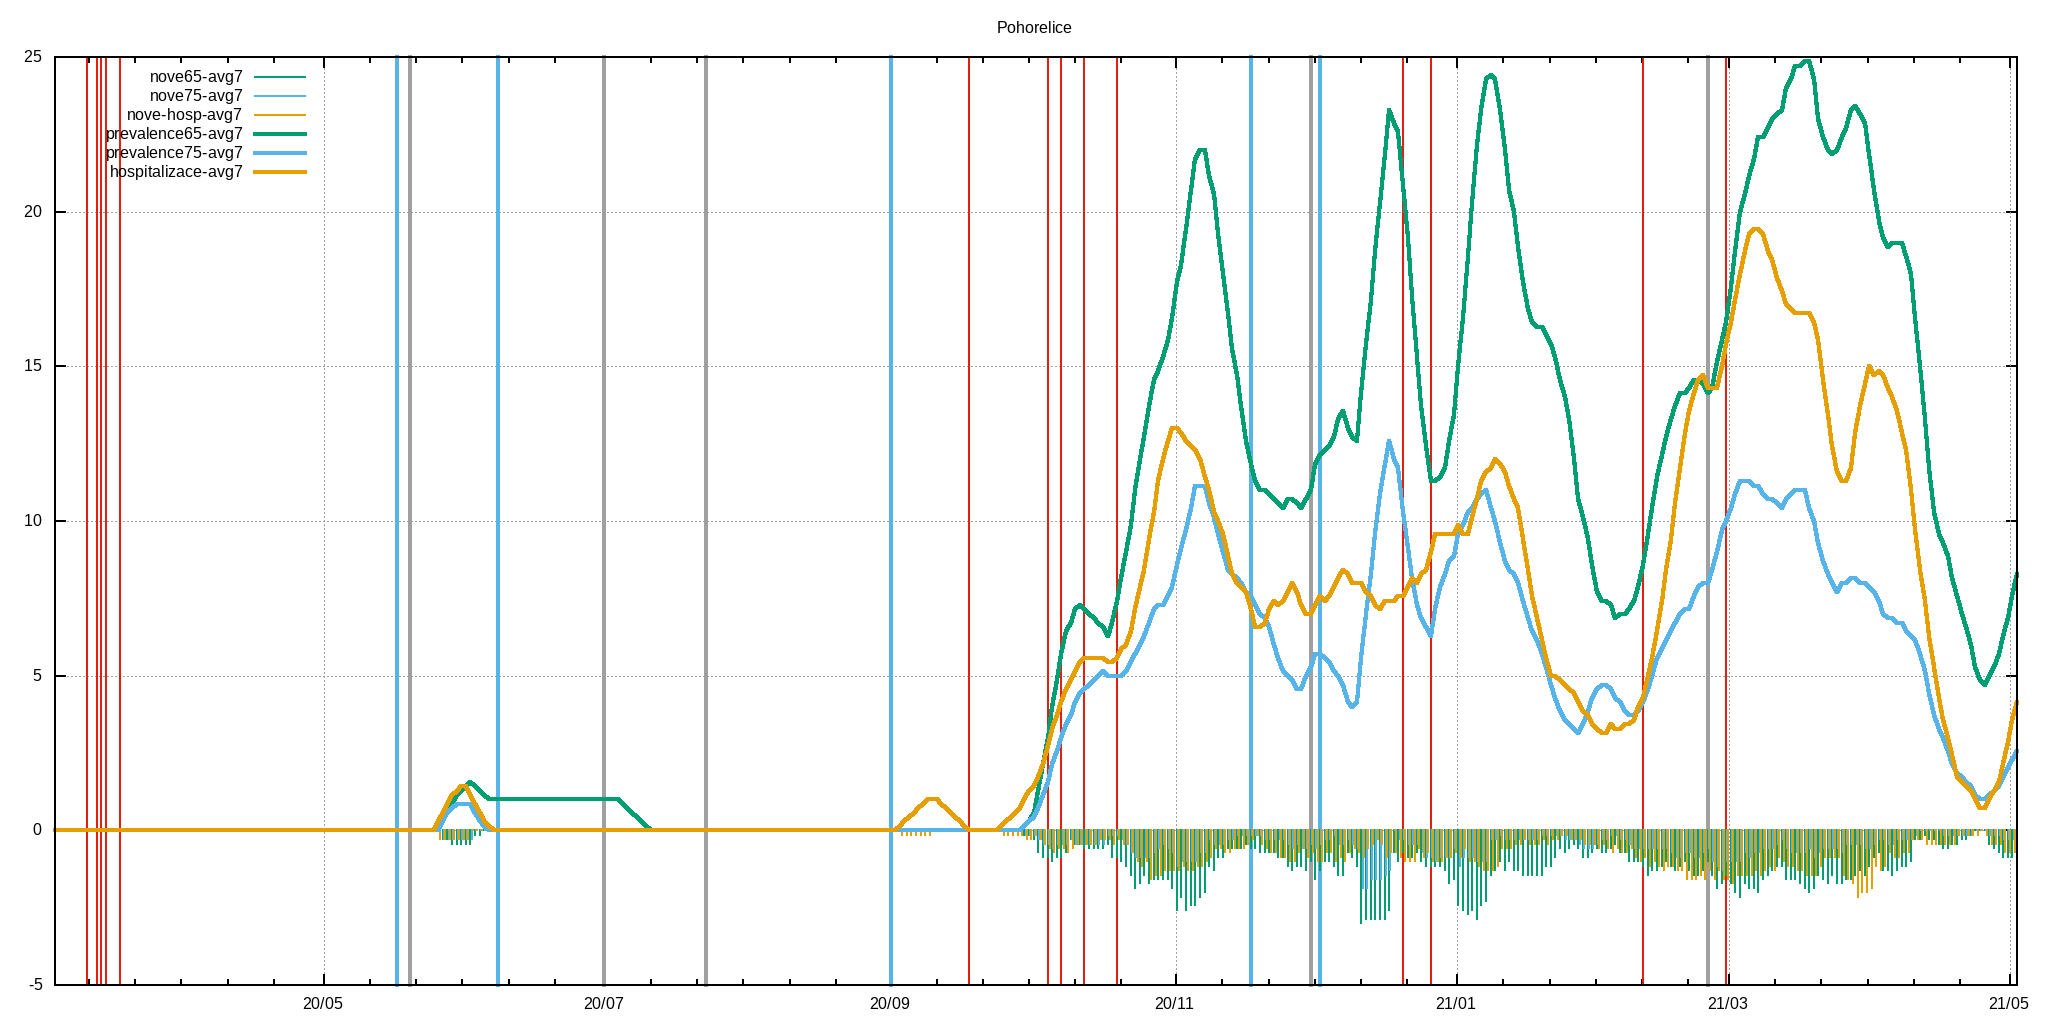 Pohorelice
25
nove65-avg7
nove75-avg7
nove-hosp-avg7
prevalence65-avg7
prevalence75-avg7
hospitalizace-avg7
20
15
10
5
0
-5
20/05 20/07 20/09 20/11 21/01 21/03 21/05